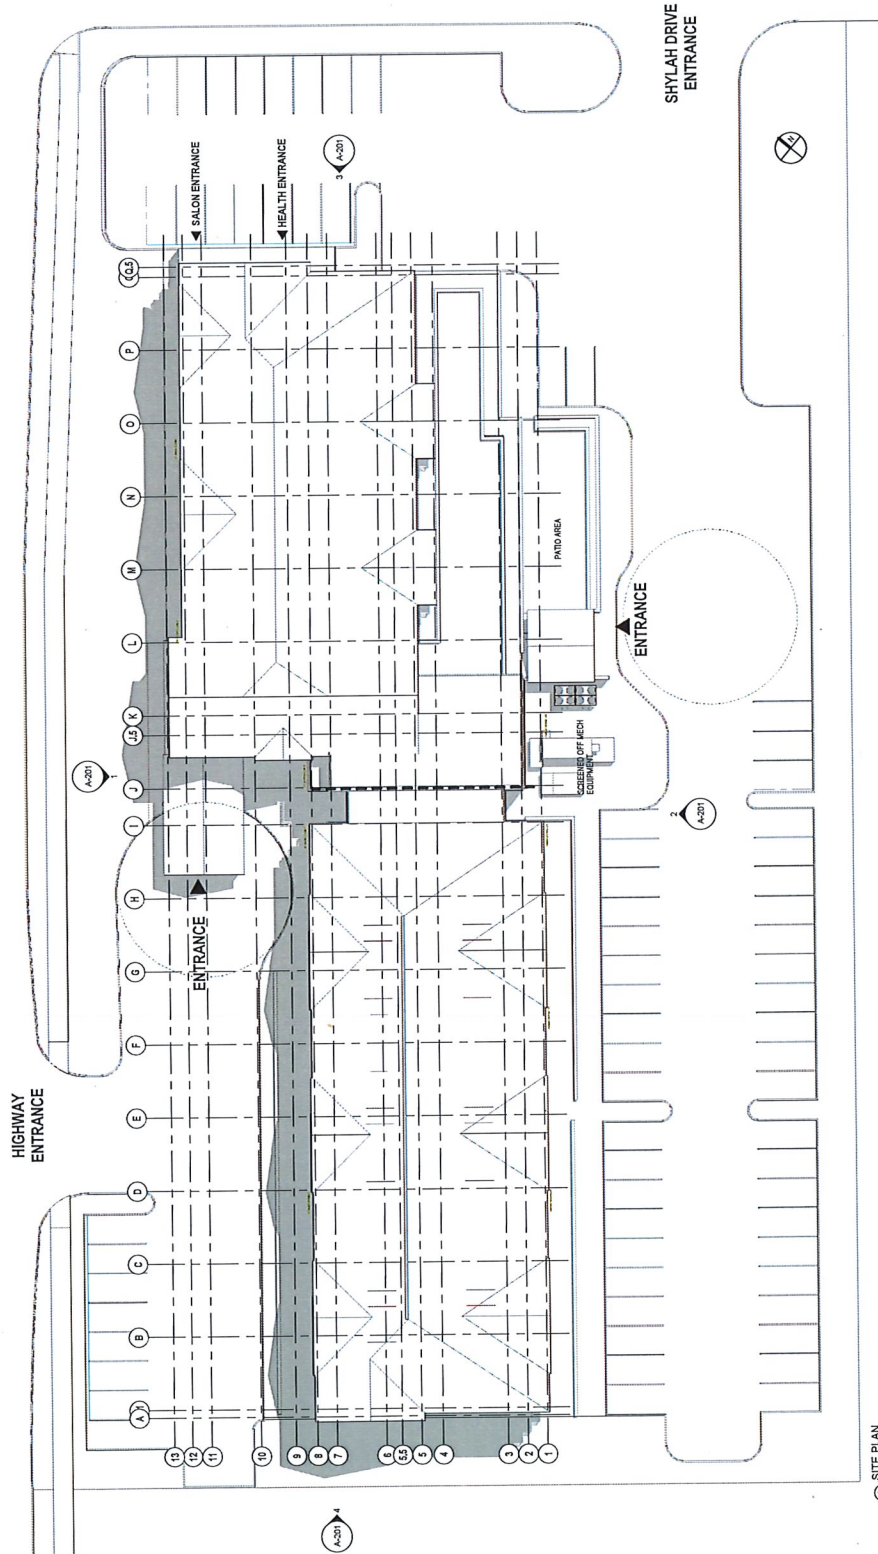 SHYLAH DRIVE
ENTRANCE
N
SALON ENTRANCE
HEALTH ENTRANCE
3
A-201
Q.5
P
O
N
M
L
K
J.5
J
I
H
G
F
E
D
C
B
A
PATIO AREA
ENTRANCE
SCREENED OFF MECH
EQUIPMENT
A-201
1
2
A-201
ENTRANCE
HIGHWAY
ENTRANCE
13
12
11
10
9
8
7
6
5.5
5
4
3
2
1
A-201
4
SITE PLAN